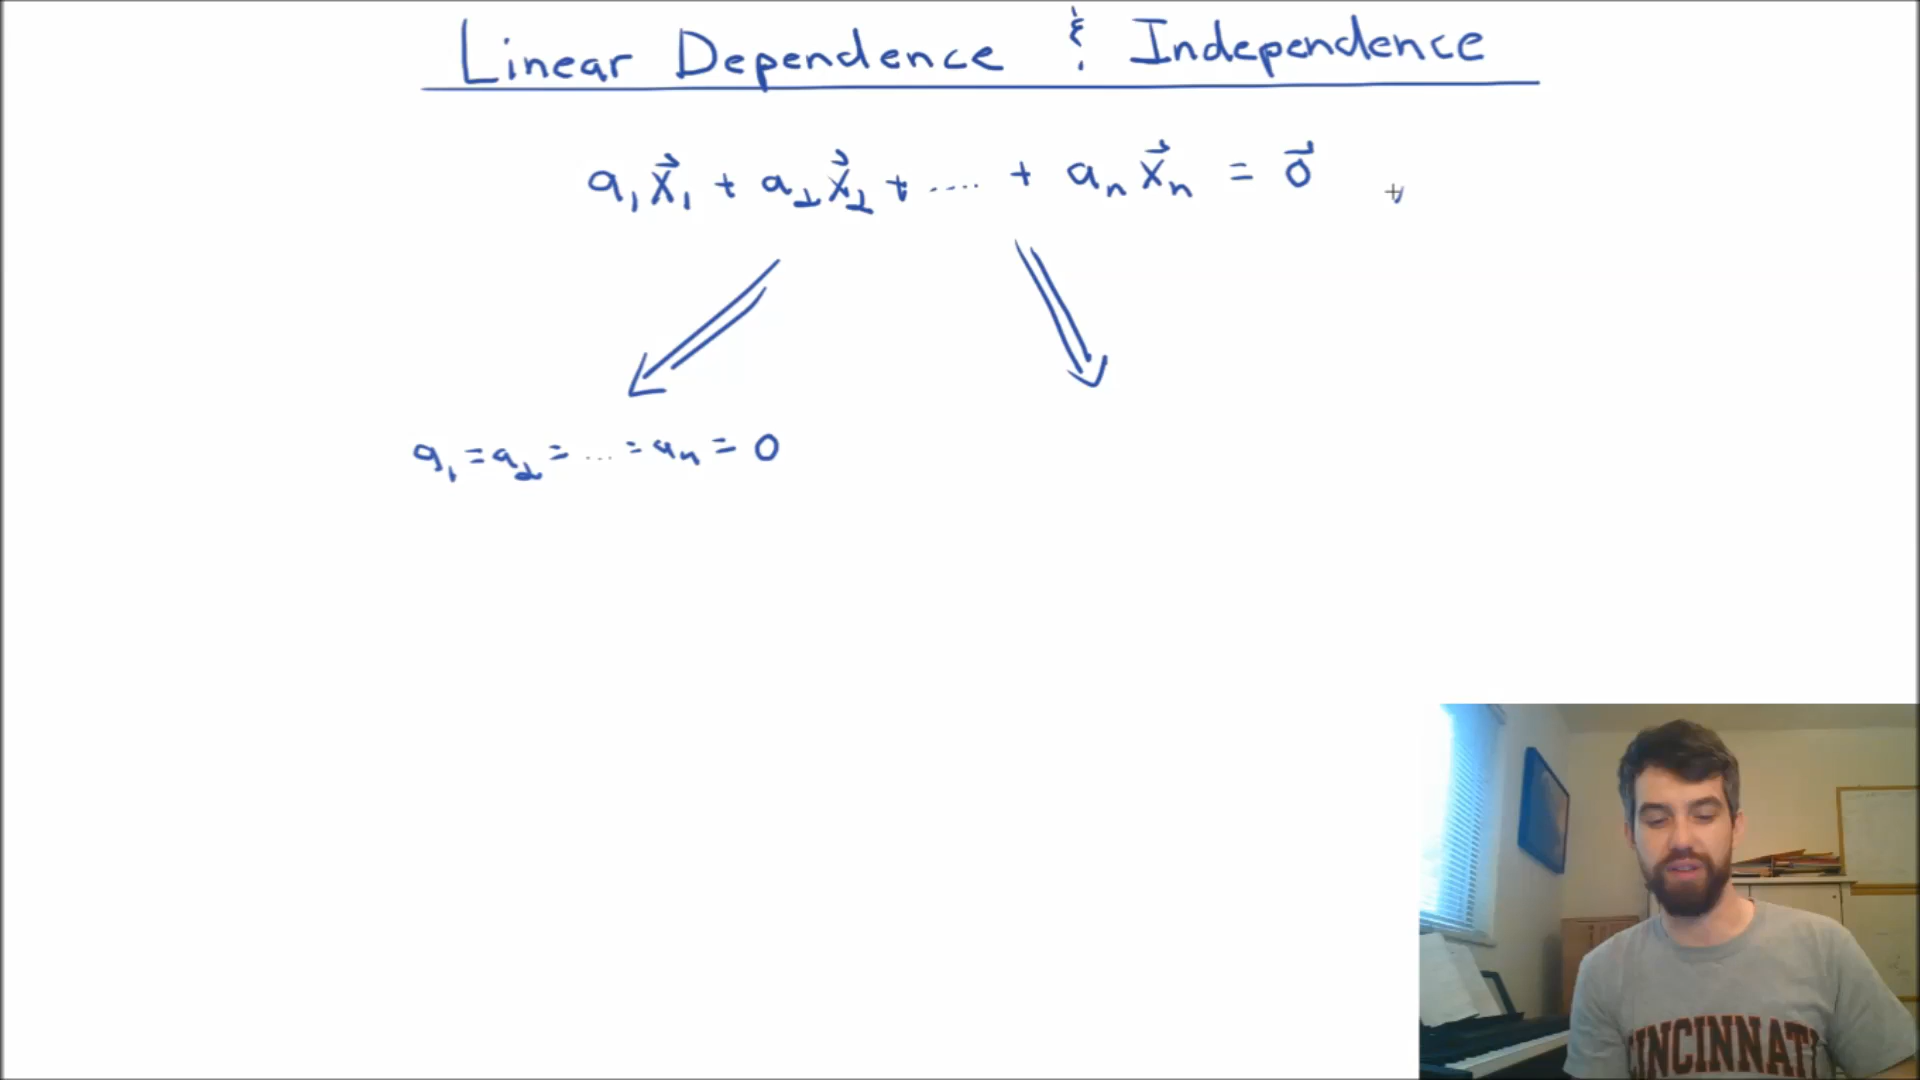 Linear Dependence & Independence
a₁x⃗₁ + a₂x⃗₂ + .... + aₙx⃗ₙ = 0⃗
a₁ = a₂ = ... = aₙ = 0
CINCINNATI